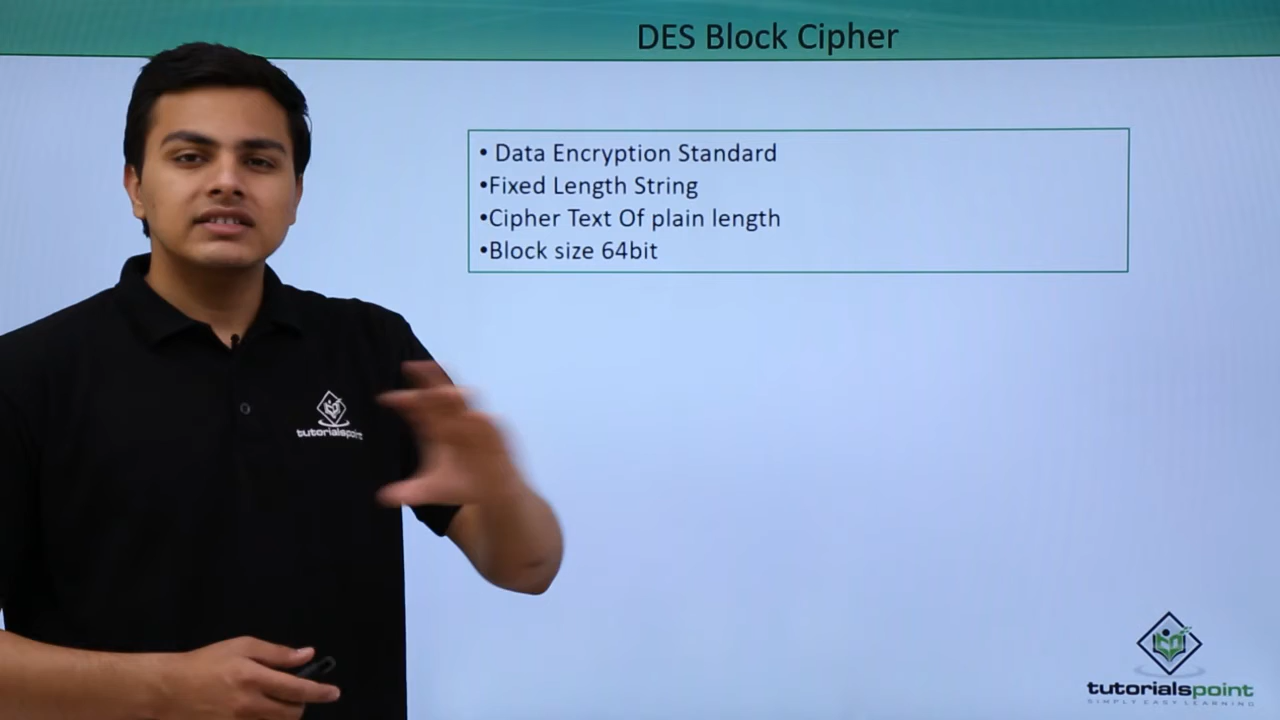 DES Block Cipher
• Data Encryption Standard
•Fixed Length String
•Cipher Text Of plain length
•Block size 64bit
tutorialspoint
tutorialspoint
SIMPLY EASY LEARNING